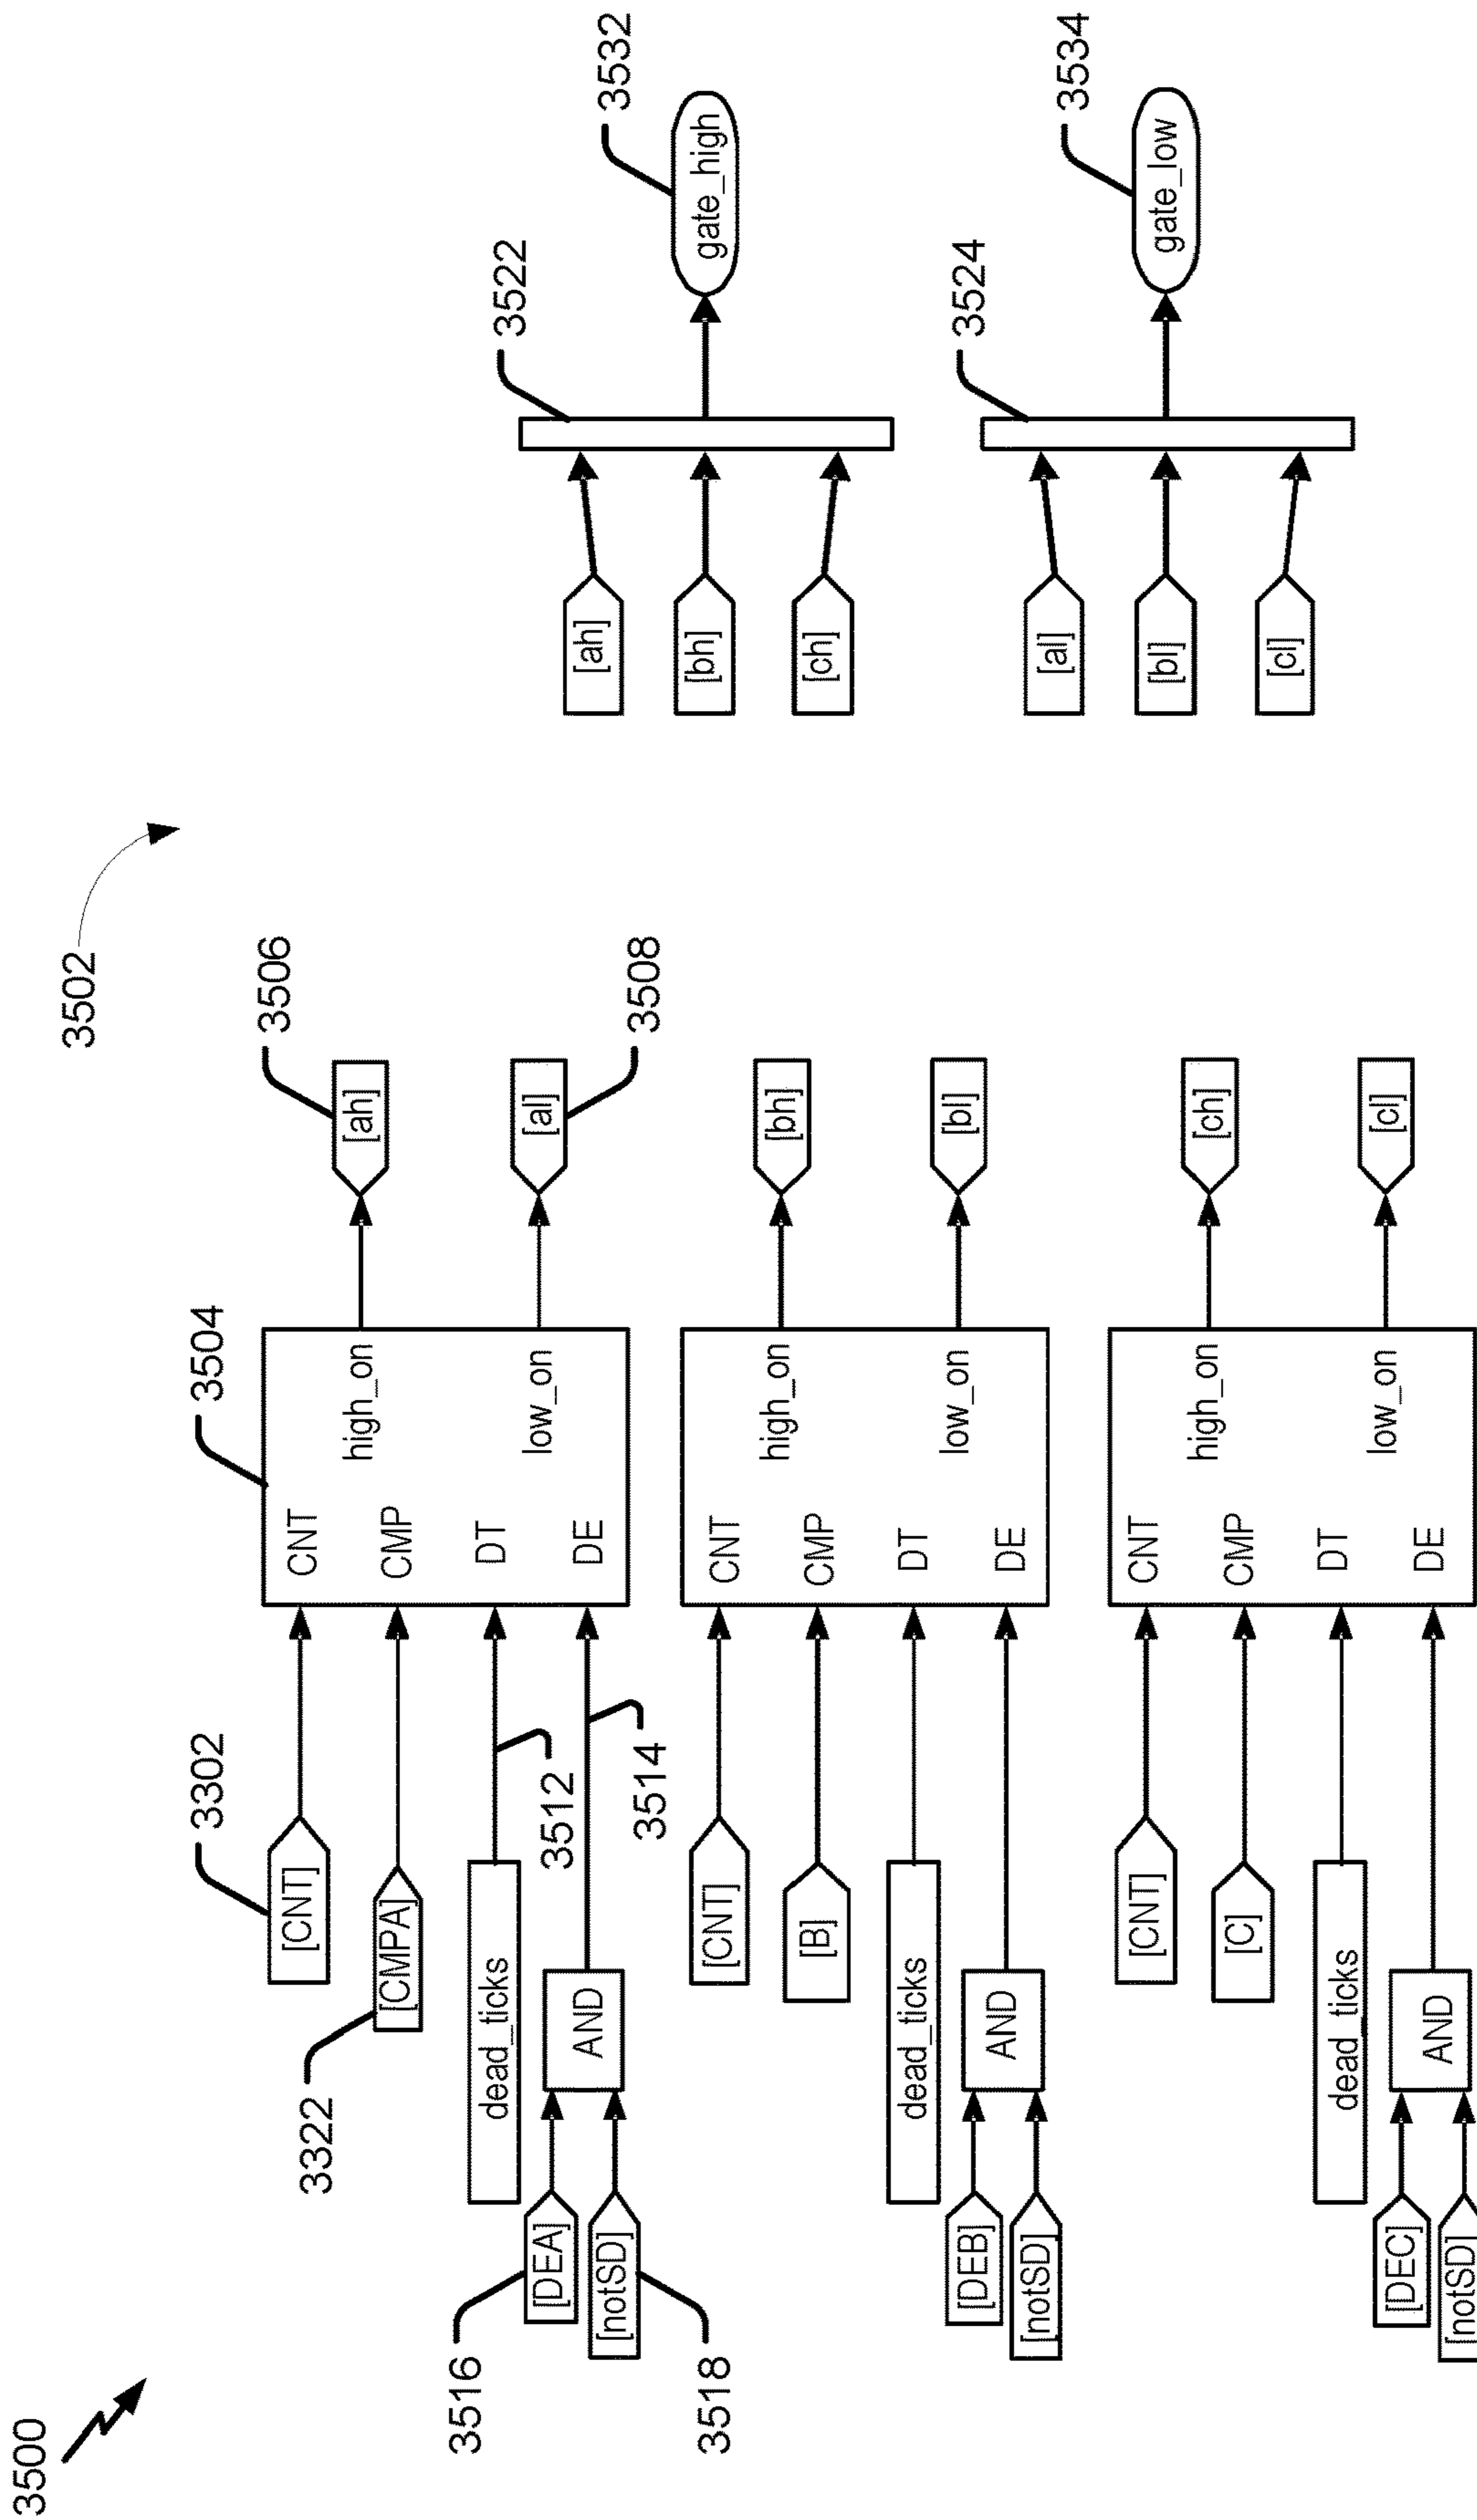 3500
3502
3504
3302
[CNT]
CNT
3322
[CMPA]
CMP
high_on
[ah]
3506
dead_ticks
3512
DT
3516
[DEA]
[notSD]
3518
AND
3514
DE
low_on
[al]
3508
[CNT]
CNT
[B]
CMP
high_on
[bh]
dead_ticks
DT
[DEB]
[notSD]
AND
DE
low_on
[bl]
[CNT]
CNT
[C]
CMP
high_on
[ch]
dead_ticks
DT
[DEC]
[notSD]
AND
DE
low_on
[cl]
[ah]
[bh]
[ch]
3522
gate_high
3532
[al]
[bl]
[cl]
3524
gate_low
3534